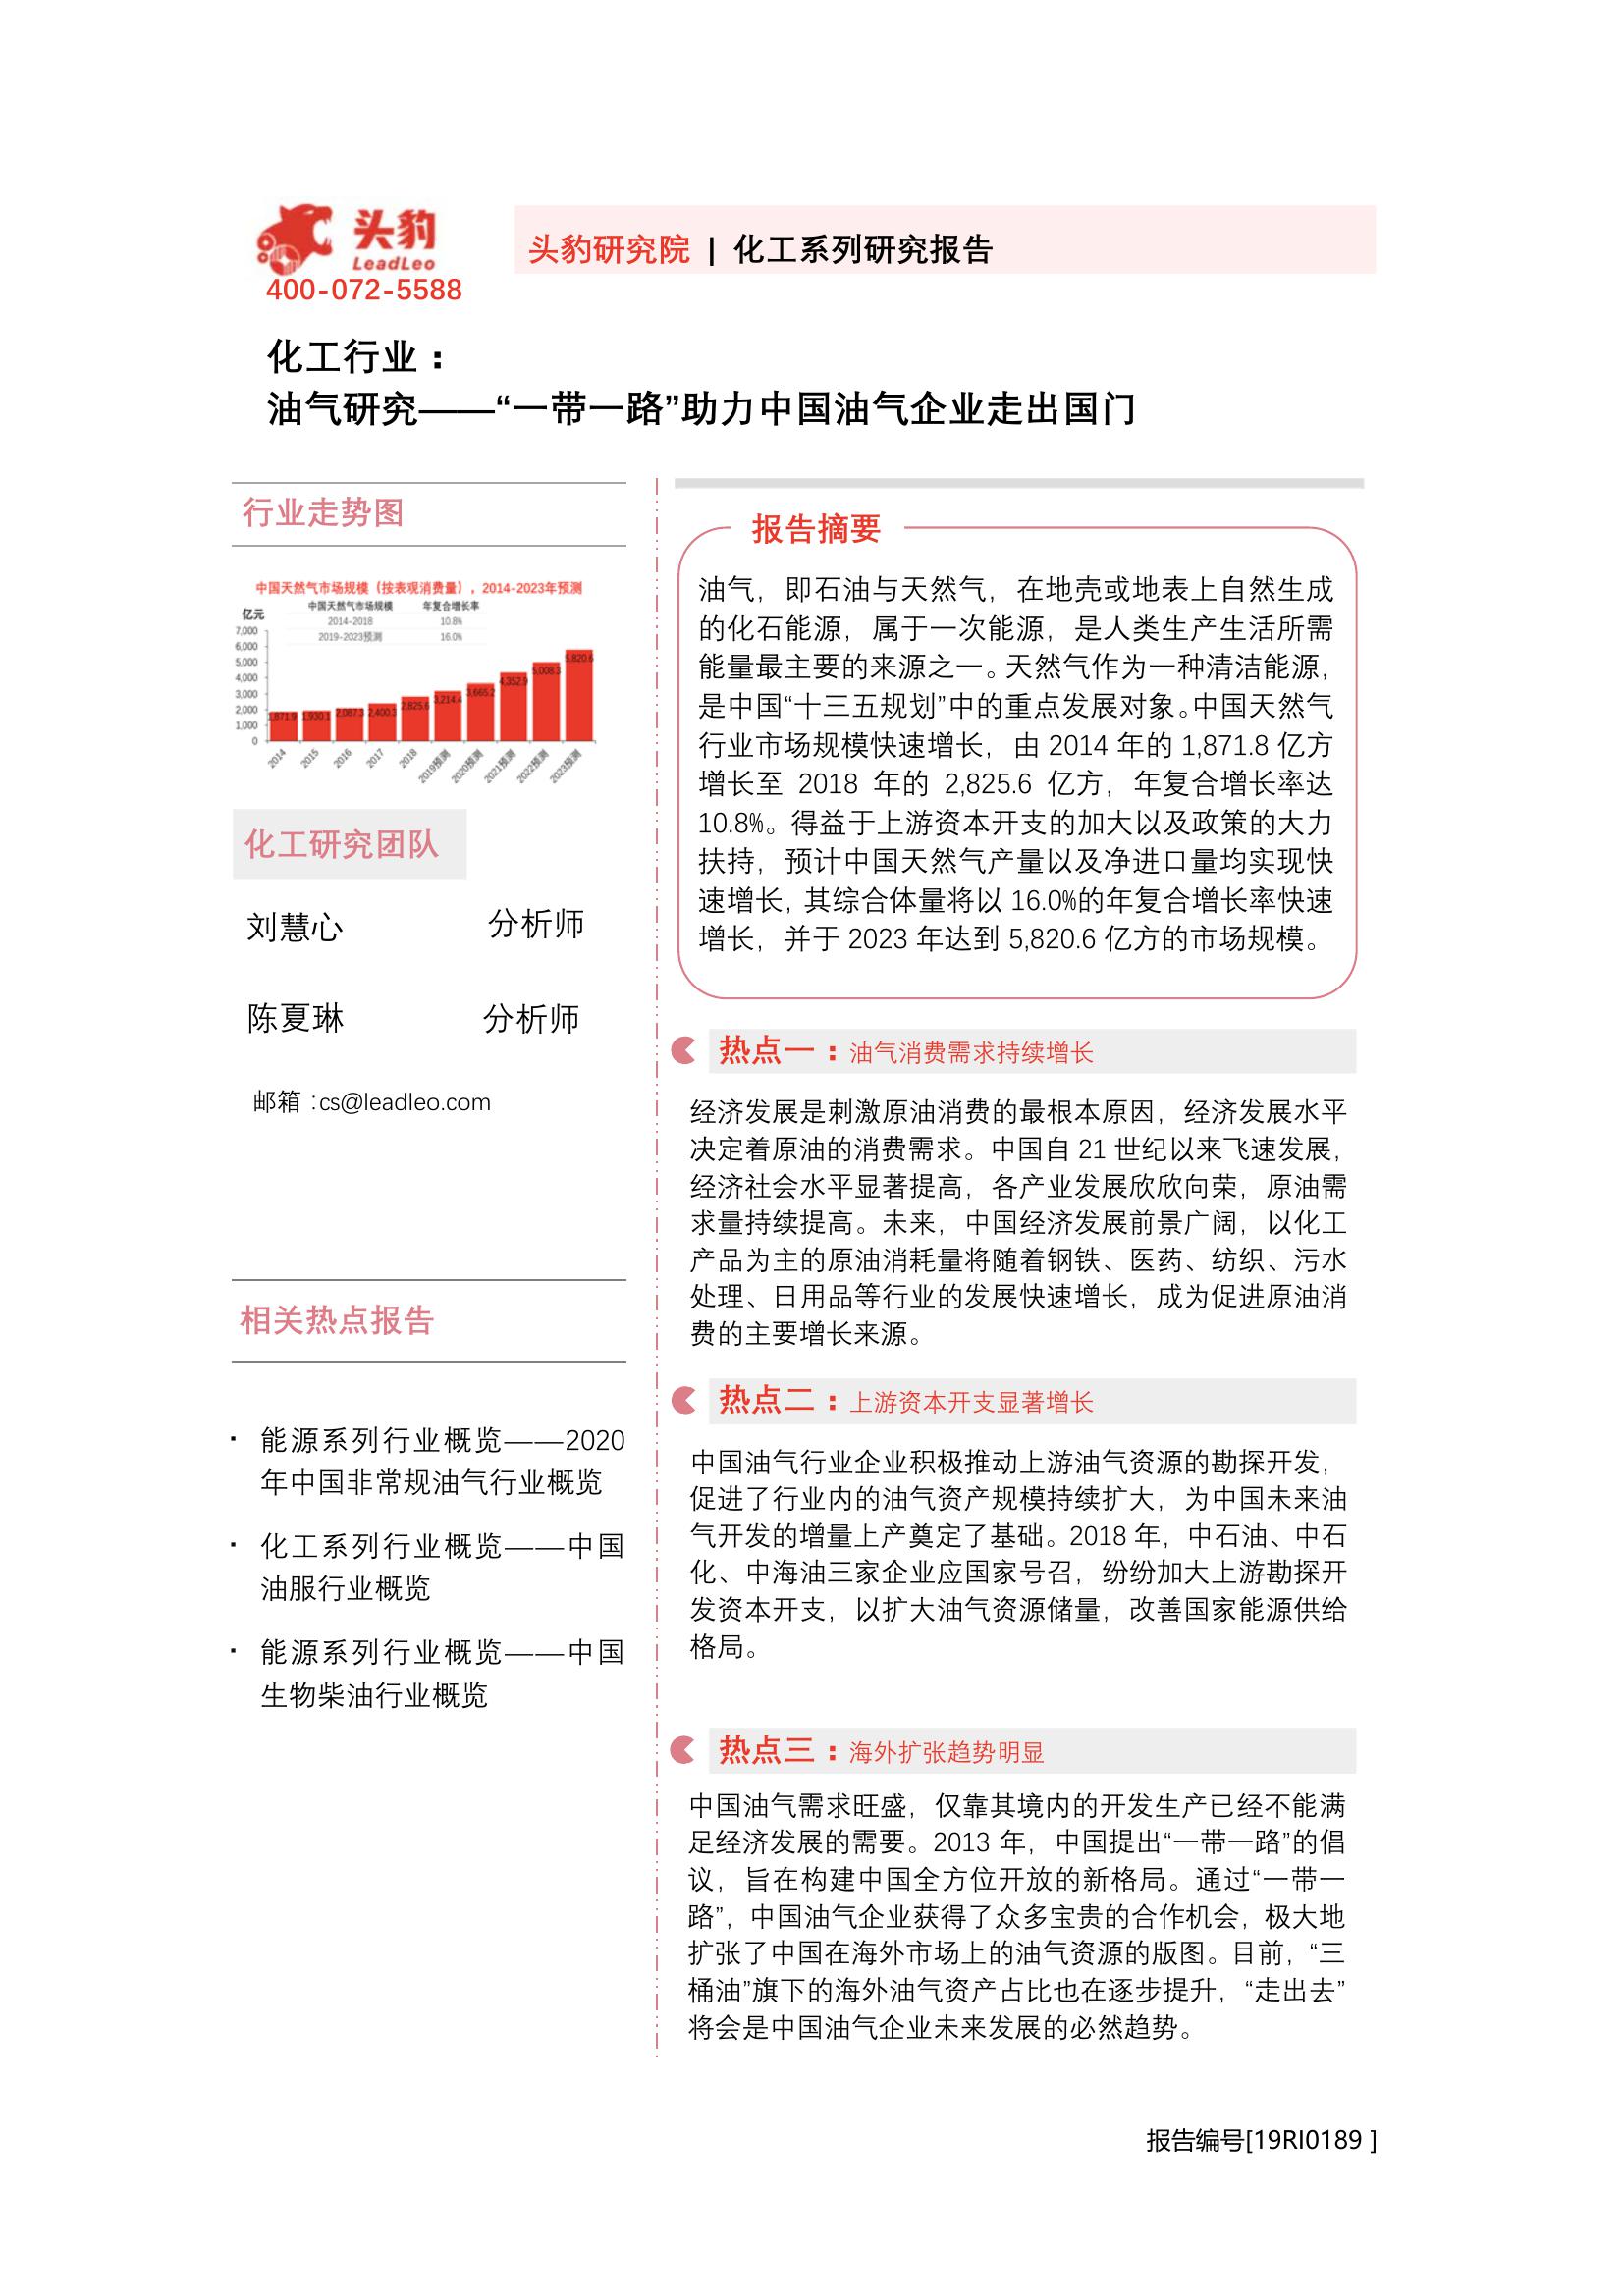 头豹
LeadLeo
400-072-5588
头豹研究院 | 化工系列研究报告
化工行业：
油气研究——“一带一路”助力中国油气企业走出国门
行业走势图
中国天然气市场规模（按表观消费量），2014-2023年预测
亿元
中国天然气市场规模 年复合增长率
2014-2018 10.8%
2019-2023预测 16.0%
7,000
6,000
5,000
4,000
3,000
2,000
1,000
0
1,871.9 1,930.1 2,087.3 2,400.3 2,825.6 3,214.4 3,665.2 4,352.9 5,008.3 5,820.6
2014 2015 2016 2017 2018 2019预测 2020预测 2021预测 2022预测 2023预测
化工研究团队
刘慧心 分析师
陈夏琳 分析师
邮箱：cs@leadleo.com
相关热点报告
· 能源系列行业概览——2020
年中国非常规油气行业概览
· 化工系列行业概览——中国
油服行业概览
· 能源系列行业概览——中国
生物柴油行业概览
报告摘要
油气，即石油与天然气，在地壳或地表上自然生成
的化石能源，属于一次能源，是人类生产生活所需
能量最主要的来源之一。天然气作为一种清洁能源，
是中国“十三五规划”中的重点发展对象。中国天然气
行业市场规模快速增长，由 2014 年的 1,871.8 亿方
增长至 2018 年的 2,825.6 亿方，年复合增长率达
10.8%。得益于上游资本开支的加大以及政策的大力
扶持，预计中国天然气产量以及净进口量均实现快
速增长，其综合体量将以 16.0%的年复合增长率快速
增长，并于 2023 年达到 5,820.6 亿方的市场规模。
热点一：油气消费需求持续增长
经济发展是刺激原油消费的最根本原因，经济发展水平
决定着原油的消费需求。中国自 21 世纪以来飞速发展，
经济社会水平显著提高，各产业发展欣欣向荣，原油需
求量持续提高。未来，中国经济发展前景广阔，以化工
产品为主的原油消耗量将随着钢铁、医药、纺织、污水
处理、日用品等行业的发展快速增长，成为促进原油消
费的主要增长来源。
热点二：上游资本开支显著增长
中国油气行业企业积极推动上游油气资源的勘探开发，
促进了行业内的油气资产规模持续扩大，为中国未来油
气开发的增量上产奠定了基础。2018 年，中石油、中石
化、中海油三家企业应国家号召，纷纷加大上游勘探开
发资本开支，以扩大油气资源储量，改善国家能源供给
格局。
热点三：海外扩张趋势明显
中国油气需求旺盛，仅靠其境内的开发生产已经不能满
足经济发展的需要。2013 年，中国提出“一带一路”的倡
议，旨在构建中国全方位开放的新格局。通过“一带一
路”，中国油气企业获得了众多宝贵的合作机会，极大地
扩张了中国在海外市场上的油气资源的版图。目前，“三
桶油”旗下的海外油气资产占比也在逐步提升，“走出去”
将会是中国油气企业未来发展的必然趋势。
报告编号[19RI0189 ]